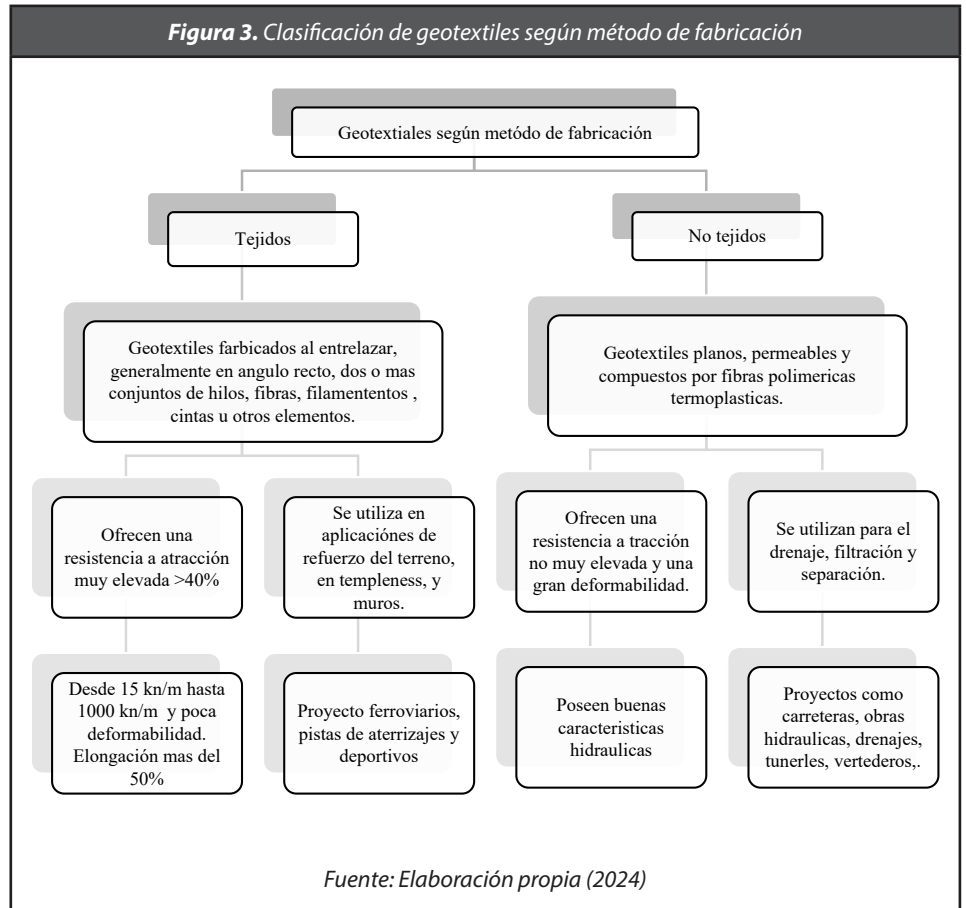 Figura 3. Clasificación de geotextiles según método de fabricación
Geotextiales según metódo de fabricación
Tejidos
No tejidos
Geotextiles farbicados al entrelazar,
generalmente en angulo recto, dos o mas
conjuntos de hilos, fibras, filamententos ,
cintas u otros elementos.
Geotextiles planos, permeables y
compuestos por fibras polimericas
termoplasticas.
Ofrecen una
resistencia a atracción
muy elevada >40%
Se utiliza en
aplicaciónes de
refuerzo del terreno,
en templeness, y
muros.
Ofrecen una
resistencia a tracción
no muy elevada y una
gran deformabilidad.
Se utilizan para el
drenaje, filtración y
separación.
Desde 15 kn/m hasta
1000 kn/m y poca
deformabilidad.
Elongación mas del
50%
Proyecto ferroviarios,
pistas de aterrizajes y
deportivos
Poseen buenas
caracteristicas
hidraulicas
Proyectos como
carreteras, obras
hidraulicas, drenajes,
tunerles, vertederos,.
Fuente: Elaboración propia (2024)